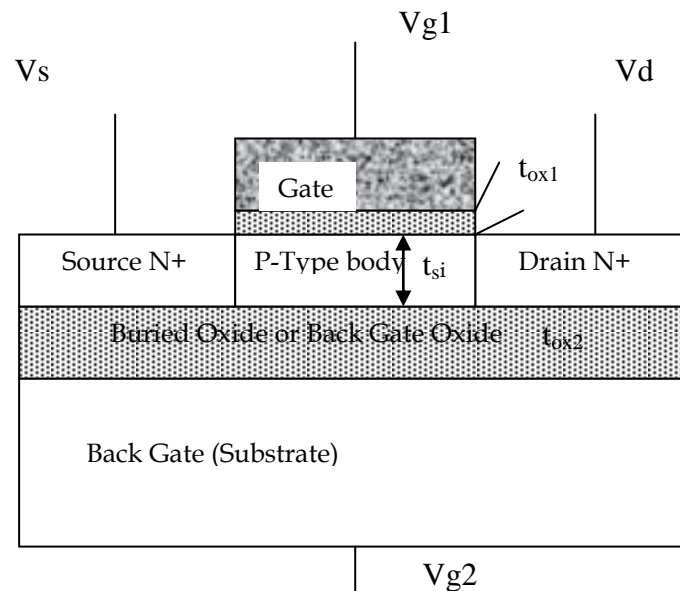 Vg1
Vs
Vd
Gate
tox1
Source N+
P-Type body
tsi
Drain N+
Buried Oxide or Back Gate Oxide
tox2
Back Gate (Substrate)
Vg2